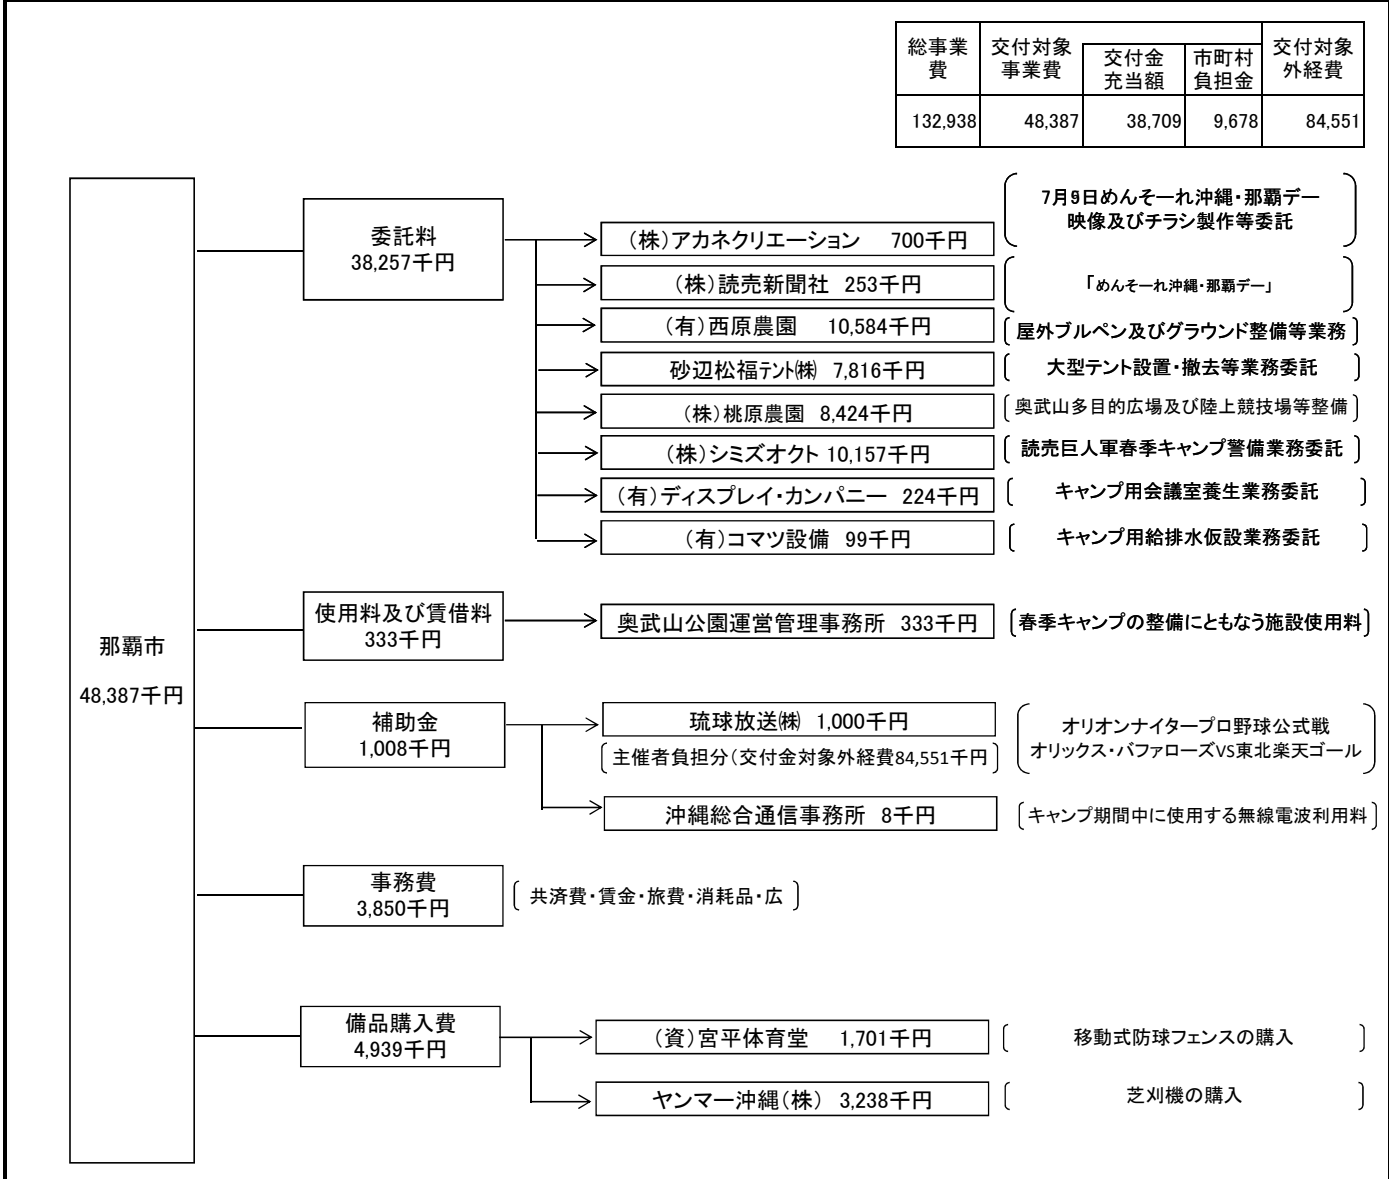 総事業費
交付対象事業費
交付金充当額
市町村負担金
交付対象外経費
132,938 48,387 38,709 9,678 84,551
那覇市
48,387千円
委託料
38,257千円
(株)アカネクリエーション 700千円
7月9日めんそーれ沖縄・那覇デー
映像及びチラシ製作等委託
(株)読売新聞社 253千円
「めんそーれ沖縄・那覇デー」
(有)西原農園 10,584千円
屋外ブルペン及びグラウンド整備等業務
砂辺松福テント㈱ 7,816千円
大型テント設置・撤去等業務委託
(株)桃原農園 8,424千円
奥武山多目的広場及び陸上競技場等整備
(株)シミズオクト 10,157千円
読売巨人軍春季キャンプ警備業務委託
(有)ディスプレイ・カンパニー 224千円
キャンプ用会議室養生業務委託
(有)コマツ設備 99千円
キャンプ用給排水仮設業務委託
使用料及び賃借料
333千円
奥武山公園運営管理事務所 333千円
春季キャンプの整備にともなう施設使用料
補助金
1,008千円
琉球放送㈱ 1,000千円
主催者負担分(交付金対象外経費84,551千円
オリオンナイタープロ野球公式戦
オリックス・バファローズVS東北楽天ゴール
沖縄総合通信事務所 8千円
キャンプ期間中に使用する無線電波利用料
事務費
3,850千円
共済費・賃金・旅費・消耗品・広
備品購入費
4,939千円
(資)宮平体育堂 1,701千円
移動式防球フェンスの購入
ヤンマー沖縄(株) 3,238千円
芝刈機の購入